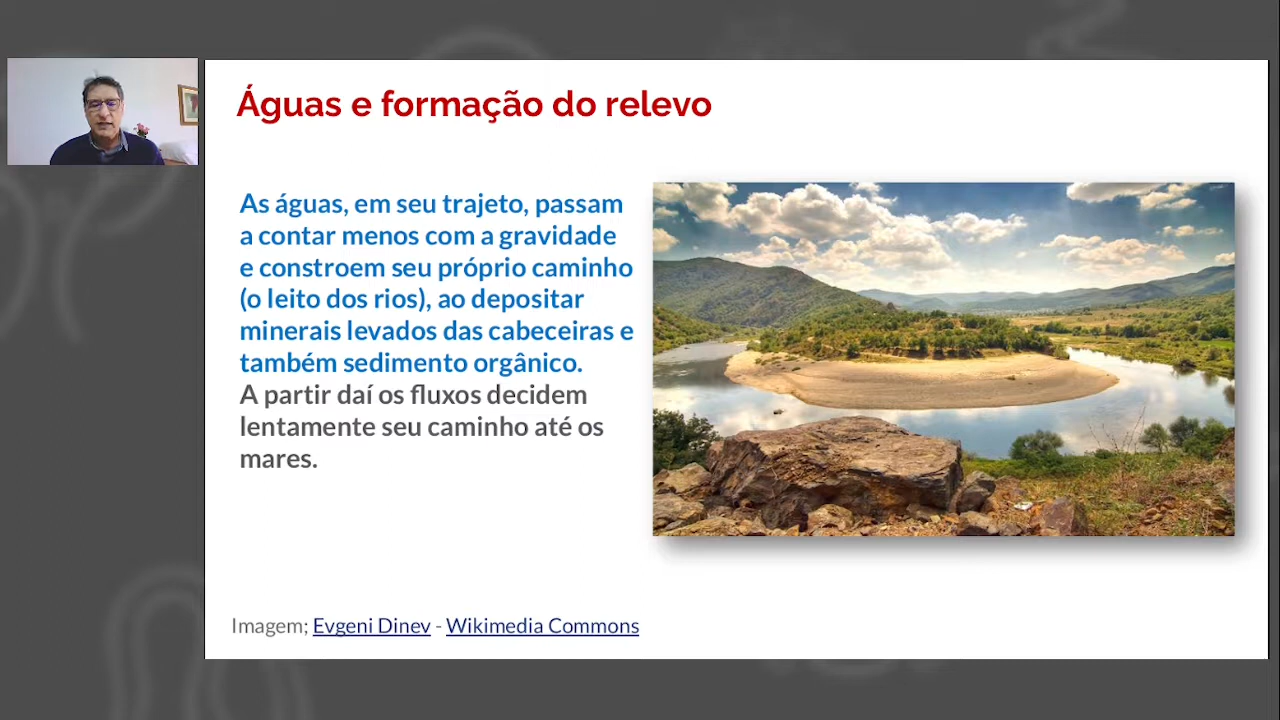 Águas e formação do relevo
As águas, em seu trajeto, passam
a contar menos com a gravidade
e constroem seu próprio caminho
(o leito dos rios), ao depositar
minerais levados das cabeceiras e
também sedimento orgânico.
A partir daí os fluxos decidem
lentamente seu caminho até os
mares.
Imagem; Evgeni Dinev - Wikimedia Commons